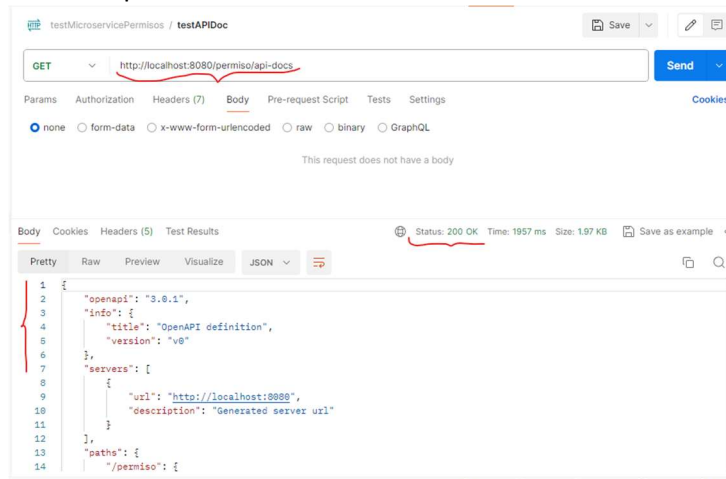 testMicroservicePermisos / testAPIDoc Save
GET http://localhost:8080/permiso/api-docs Send
Params Authorization Headers (7) Body Pre-request Script Tests Settings Cookies
none form-data x-www-form-urlencoded raw binary GraphQL
This request does not have a body
Body Cookies Headers (5) Test Results Status: 200 OK Time: 1957 ms Size: 1.97 KB Save as example
Pretty Raw Preview Visualize JSON
1 {
2 "openapi": "3.0.1",
3 "info": {
4 "title": "OpenAPI definition",
5 "version": "v0"
6 },
7 "servers": [
8 {
9 "url": "http://localhost:8080",
10 "description": "Generated server url"
11 }
12 ],
13 "paths": {
14 "/permiso": {